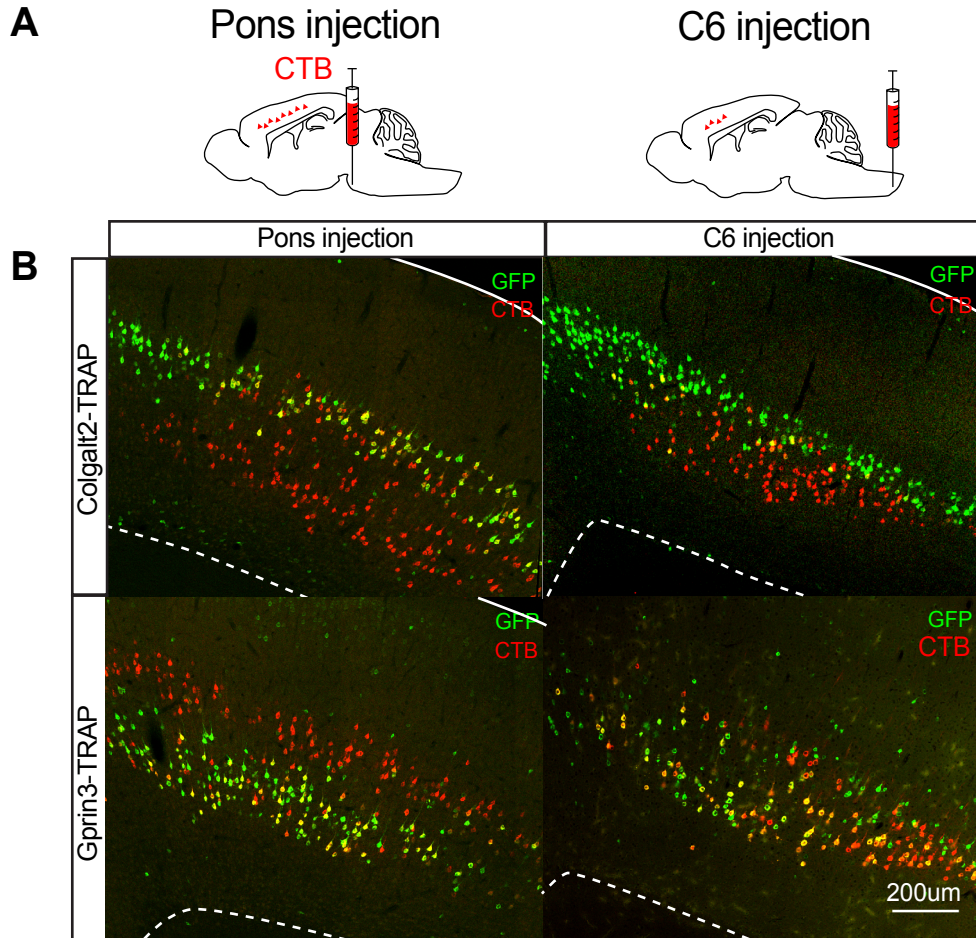 A
Pons injection
C6 injection
CTB
Pons injection
C6 injection
B
Colgalt2-TRAP
GFP
CTB
GFP
CTB
Gprin3-TRAP
GFP
CTB
GFP
CTB
200um